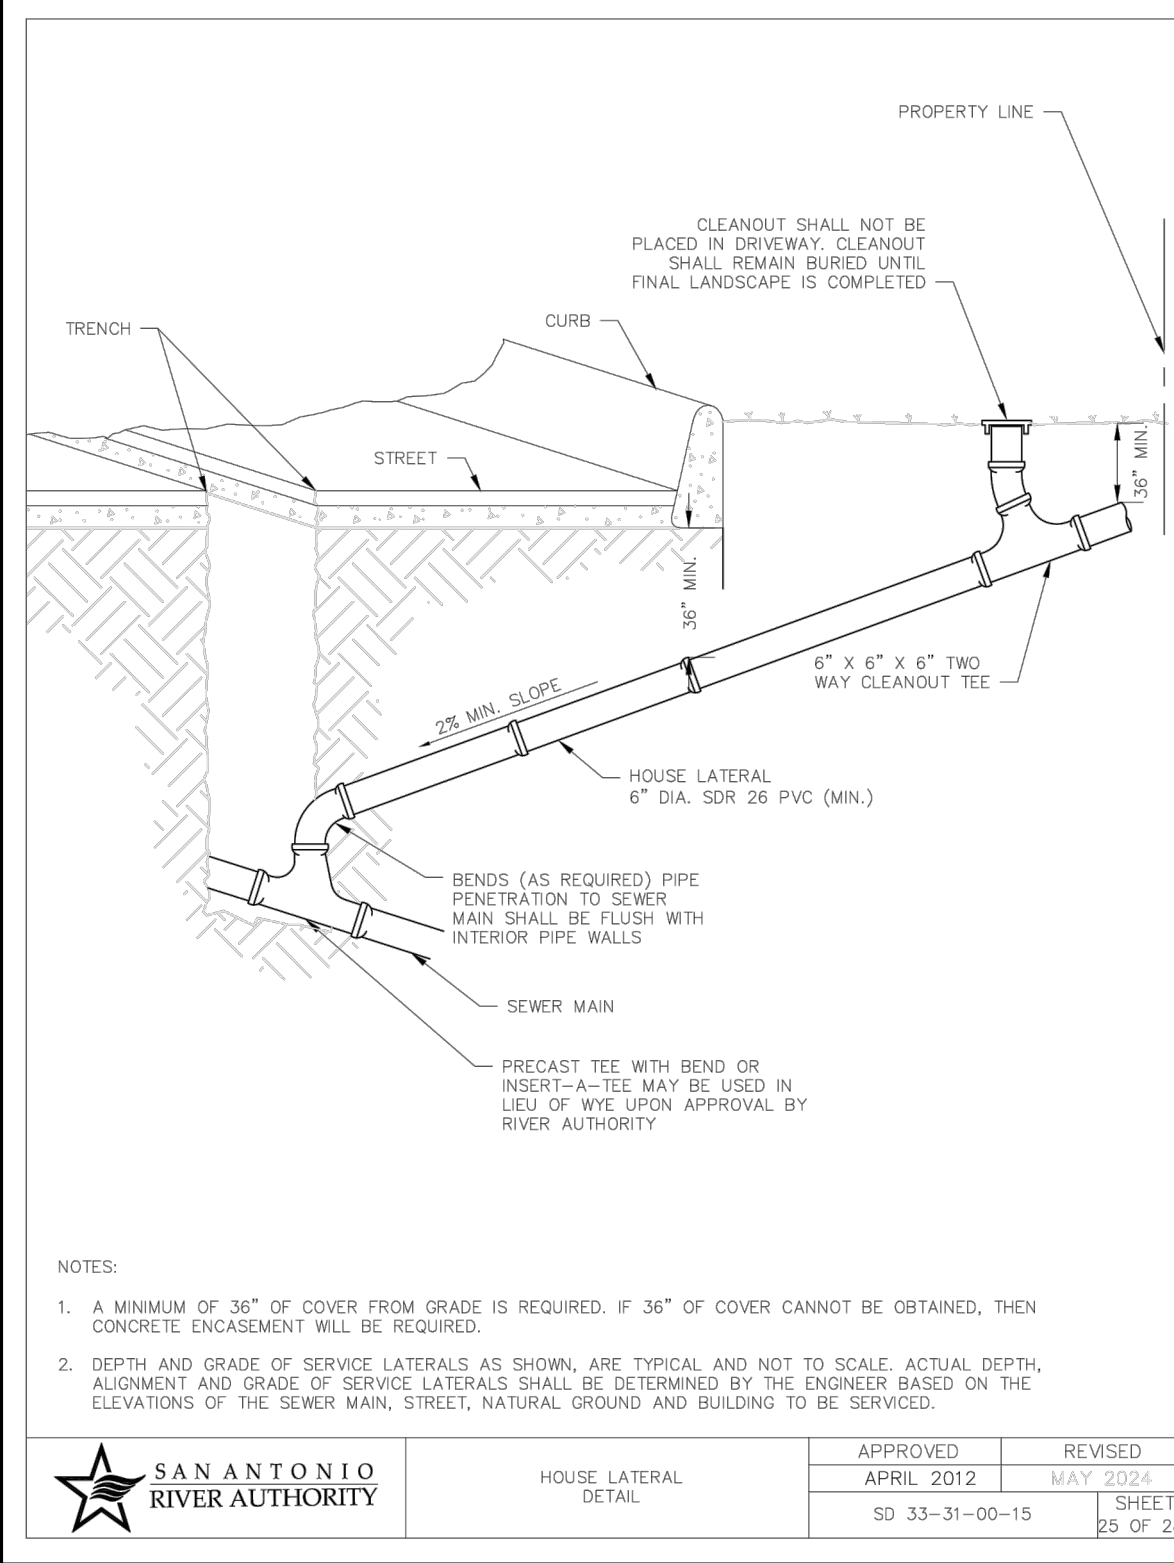 PROPERTY LINE
CLEANOUT SHALL NOT BE
PLACED IN DRIVEWAY. CLEANOUT
SHALL REMAIN BURIED UNTIL
FINAL LANDSCAPE IS COMPLETED
TRENCH
CURB
STREET
36" MIN.
36" MIN.
6" X 6" X 6" TWO
WAY CLEANOUT TEE
2% MIN. SLOPE
HOUSE LATERAL
6" DIA. SDR 26 PVC (MIN.)
BENDS (AS REQUIRED) PIPE
PENETRATION TO SEWER
MAIN SHALL BE FLUSH WITH
INTERIOR PIPE WALLS
SEWER MAIN
PRECAST TEE WITH BEND OR
INSERT-A-TEE MAY BE USED IN
LIEU OF WYE UPON APPROVAL BY
RIVER AUTHORITY
NOTES:
1. A MINIMUM OF 36" OF COVER FROM GRADE IS REQUIRED. IF 36" OF COVER CANNOT BE OBTAINED, THEN
CONCRETE ENCASEMENT WILL BE REQUIRED.
2. DEPTH AND GRADE OF SERVICE LATERALS AS SHOWN, ARE TYPICAL AND NOT TO SCALE. ACTUAL DEPTH,
ALIGNMENT AND GRADE OF SERVICE LATERALS SHALL BE DETERMINED BY THE ENGINEER BASED ON THE
ELEVATIONS OF THE SEWER MAIN, STREET, NATURAL GROUND AND BUILDING TO BE SERVICED.
SAN ANTONIO
RIVER AUTHORITY
HOUSE LATERAL
DETAIL
APPROVED
APRIL 2012
REVISED
MAY 2024
SD 33-31-00-15
SHEET
25 OF